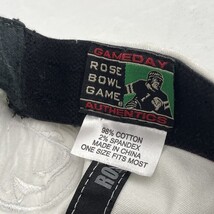 GAMEDAY
ROSE
BOWL
GAME
AUTHENTICS
98% COTTON
2% SPANDEX
MADE IN CHINA
ONE SIZE FITS MOST